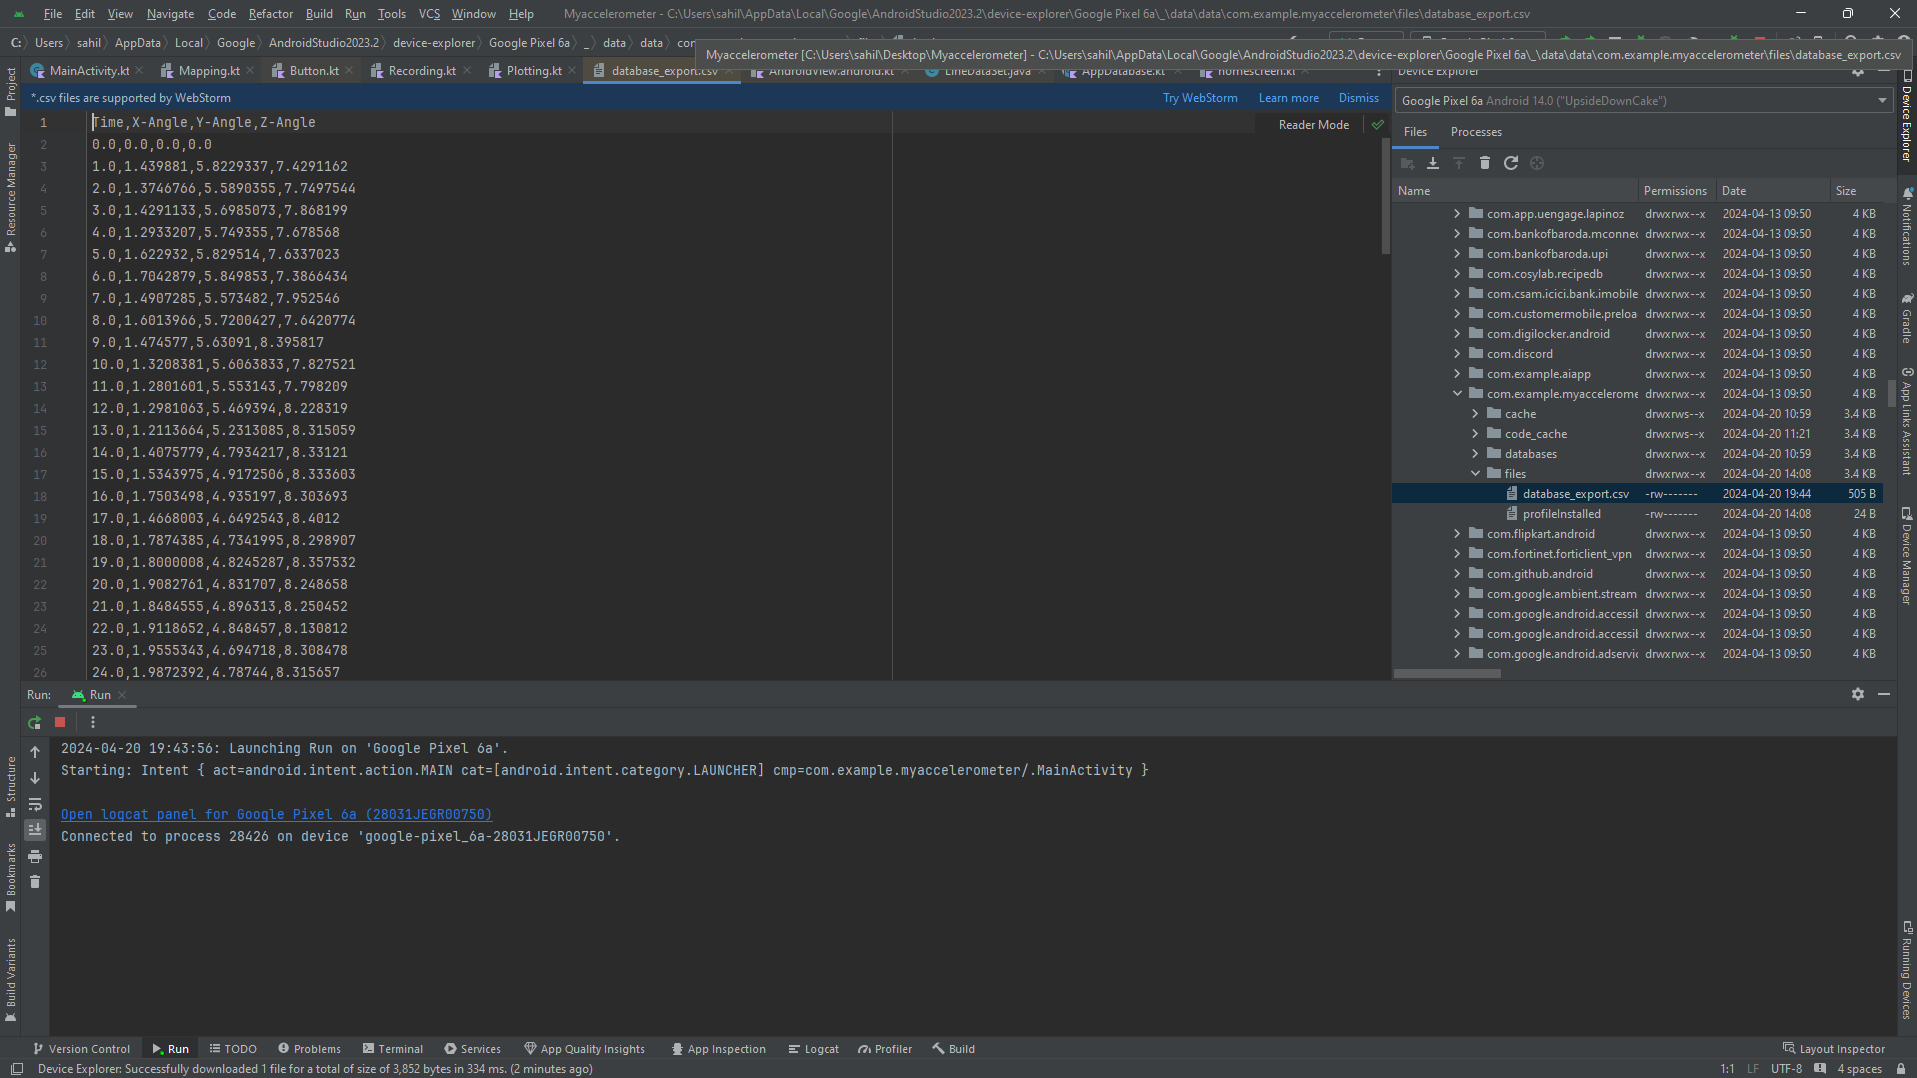 File Edit View Navigate Code Refactor Build Run Tools VCS Window Help Myaccelerometer - C:\Users\sahil\AppData\Local\Google\AndroidStudio2023.2\device-explorer\Google Pixel 6a\_\data\data\com.example.myaccelerometer\files\database_export.csv
C: Users sahil AppData Local Google AndroidStudio2023.2 device-explorer Google Pixel 6a _ data data
Myaccelerometer [C:\Users\sahil\Desktop\Myaccelerometer] - C:\Users\sahil\AppData\Local\Google\AndroidStudio2023.2\device-explorer\Google Pixel 6a\_\data\data\com.example.myaccelerometer\files\database_export.csv
MainActivity.kt Mapping.kt Button.kt Recording.kt Plotting.kt database_export.csv AndroidView.android.kt LineDataSet.java AppDatabase.kt homescreen.kt
*.csv files are supported by WebStorm Try WebStorm Learn more Dismiss
Reader Mode
1 Time,X-Angle,Y-Angle,Z-Angle
2 0.0,0.0,0.0,0.0
3 1.0,1.439881,5.8229337,7.4291162
4 2.0,1.3746766,5.5890355,7.7497544
5 3.0,1.4291133,5.6985073,7.868199
6 4.0,1.2933207,5.749355,7.678568
7 5.0,1.622932,5.829514,7.6337023
8 6.0,1.7042879,5.849853,7.3866434
9 7.0,1.4907285,5.573482,7.952546
10 8.0,1.6013966,5.7200427,7.6420774
11 9.0,1.474577,5.63091,8.395817
12 10.0,1.3208381,5.6063833,7.827521
13 11.0,1.2801601,5.553143,7.798209
14 12.0,1.2981063,5.469394,8.228319
15 13.0,1.2113664,5.2313085,8.315059
16 14.0,1.4075779,4.7934217,8.33121
17 15.0,1.5343975,4.9172506,8.333603
18 16.0,1.7503498,4.935197,8.303693
19 17.0,1.4668003,4.6492543,8.4012
20 18.0,1.7874385,4.7341995,8.298907
21 19.0,1.8000008,4.8245287,8.357532
22 20.0,1.9082761,4.831707,8.248658
23 21.0,1.8484555,4.896313,8.250452
24 22.0,1.9118652,4.848457,8.130812
25 23.0,1.9555343,4.694718,8.308478
26 24.0,1.9872392,4.78744,8.315657
Device Explorer
Google Pixel 6a Android 14.0 ("UpsideDownCake")
Files Processes
Name Permissions Date Size
com.app.uengage.lapinoz drwxrwx--x 2024-04-13 09:50 4 KB
com.bankofbaroda.mconnec drwxrwx--x 2024-04-13 09:50 4 KB
com.bankofbaroda.upi drwxrwx--x 2024-04-13 09:50 4 KB
com.cosylab.recipedb drwxrwx--x 2024-04-13 09:50 4 KB
com.csam.icici.bank.imobile drwxrwx--x 2024-04-13 09:50 4 KB
com.customermobile.preloa drwxrwx--x 2024-04-13 09:50 4 KB
com.digilocker.android drwxrwx--x 2024-04-13 09:50 4 KB
com.discord drwxrwx--x 2024-04-13 09:50 4 KB
com.example.aiapp drwxrwx--x 2024-04-13 09:50 4 KB
com.example.myaccelerome drwxrwx--x 2024-04-13 09:50 4 KB
cache drwxrws--x 2024-04-20 10:59 3.4 KB
code_cache drwxrws--x 2024-04-20 11:21 3.4 KB
databases drwxrwx--x 2024-04-20 10:59 3.4 KB
files drwxrwx--x 2024-04-20 14:08 3.4 KB
database_export.csv -rw------- 2024-04-20 19:44 505 B
profileInstalled -rw------- 2024-04-20 14:08 24 B
com.flipkart.android drwxrwx--x 2024-04-13 09:50 4 KB
com.fortinet.forticlient_vpn drwxrwx--x 2024-04-13 09:50 4 KB
com.github.android drwxrwx--x 2024-04-13 09:50 4 KB
com.google.ambient.stream drwxrwx--x 2024-04-13 09:50 4 KB
com.google.android.accessil drwxrwx--x 2024-04-13 09:50 4 KB
com.google.android.accessil drwxrwx--x 2024-04-13 09:50 4 KB
com.google.android.adservic drwxrwx--x 2024-04-13 09:50 4 KB
Project
Resource Manager
Structure
Bookmarks
Build Variants
Device Explorer
Notifications
Gradle
App Links Assistant
Device Manager
Running Devices
Run: Run
2024-04-20 19:43:56: Launching Run on 'Google Pixel 6a'.
Starting: Intent { act=android.intent.action.MAIN cat=[android.intent.category.LAUNCHER] cmp=com.example.myaccelerometer/.MainActivity }
Open logcat panel for Google Pixel 6a (28031JEGR00750)
Connected to process 28426 on device 'google-pixel_6a-28031JEGR00750'.
Version Control Run TODO Problems Terminal Services App Quality Insights App Inspection Logcat Profiler Build Layout Inspector
Device Explorer: Successfully downloaded 1 file for a total of size of 3,852 bytes in 334 ms. (2 minutes ago) 1:1 LF UTF-8 4 spaces